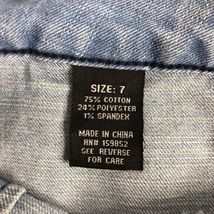 SIZE: 7
75% COTTON
24% POLYESTER
1% SPANDEX
MADE IN CHINA
RN# 159852
SEE REVERSE
FOR CARE